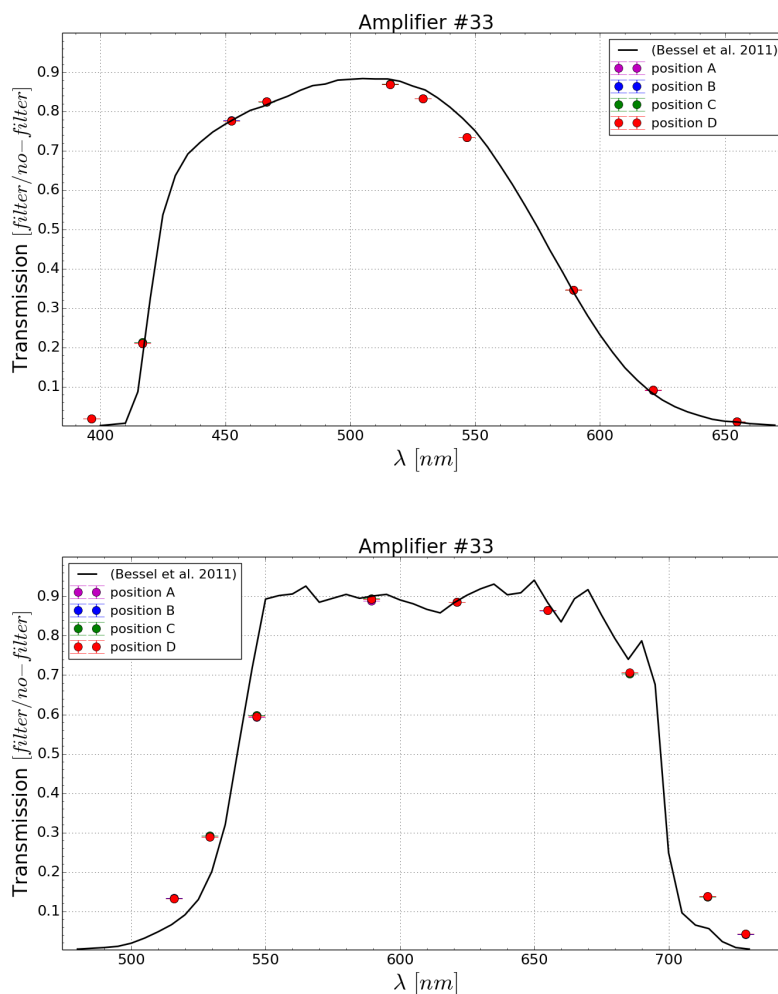 Amplifier #33
(Bessel et al. 2011)
position A
position B
position C
position D
Transmission [filter/no−filter]
0.9
0.8
0.7
0.6
0.5
0.4
0.3
0.2
0.1
400 450 500 550 600 650
λ [nm]
Amplifier #33
(Bessel et al. 2011)
position A
position B
position C
position D
Transmission [filter/no−filter]
0.9
0.8
0.7
0.6
0.5
0.4
0.3
0.2
0.1
500 550 600 650 700
λ [nm]